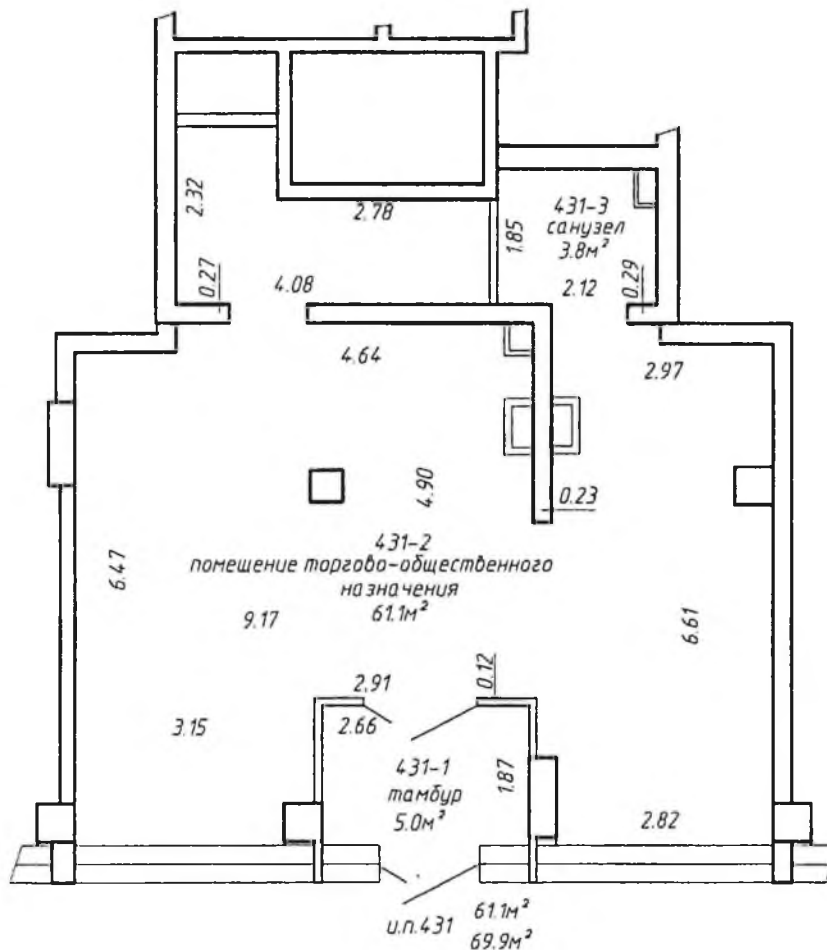 2.32
2.78
1.85
431-3
санузел
3.8м²
2.12
0.29
0.27
4.08
4.64
2.97
4.90
0.23
431-2
помещение торгово-общественного
назначения
61.1м²
6.47
9.17
6.61
2.91
0.12
2.66
3.15
431-1
тамбур
5.0м²
1.87
2.82
и.п.431 61.1м²
69.9м²